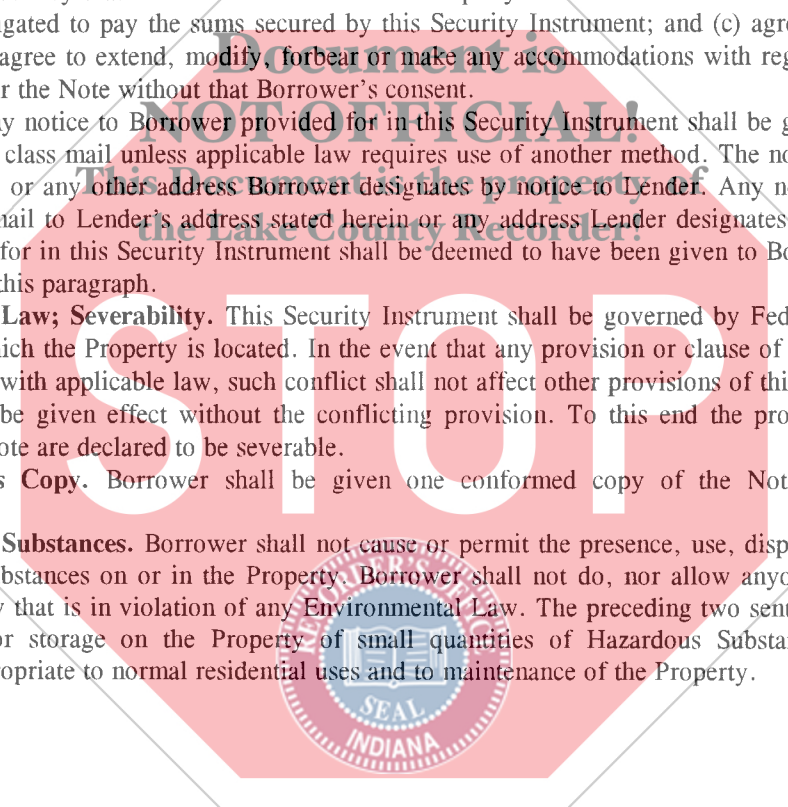 igated to pay the sums secured by this Security Instrument; and (c) agre
agree to extend, modify, forbear or make any accommodations with reg
r the Note without that Borrower's consent.
y notice to Borrower provided for in this Security Instrument shall be g
class mail unless applicable law requires use of another method. The no
or any other address Borrower designates by notice to Lender. Any n
nail to Lender's address stated herein or any address Lender designates
for in this Security Instrument shall be deemed to have been given to Bo
this paragraph.
Law; Severability. This Security Instrument shall be governed by Fed
hich the Property is located. In the event that any provision or clause of
with applicable law, such conflict shall not affect other provisions of thi
be given effect without the conflicting provision. To this end the pro
ote are declared to be severable.
s Copy. Borrower shall be given one conformed copy of the Not
Substances. Borrower shall not cause or permit the presence, use, disp
bstances on or in the Property. Borrower shall not do, nor allow anyo
y that is in violation of any Environmental Law. The preceding two sent
or storage on the Property of small quantities of Hazardous Substa
ropriate to normal residential uses and to maintenance of the Property.
Document is
NOT OFFICIAL!
This Document is the property of
the Lake County Recorder!
STOP
RECORDER'S OFFICE
SEAL
INDIANA